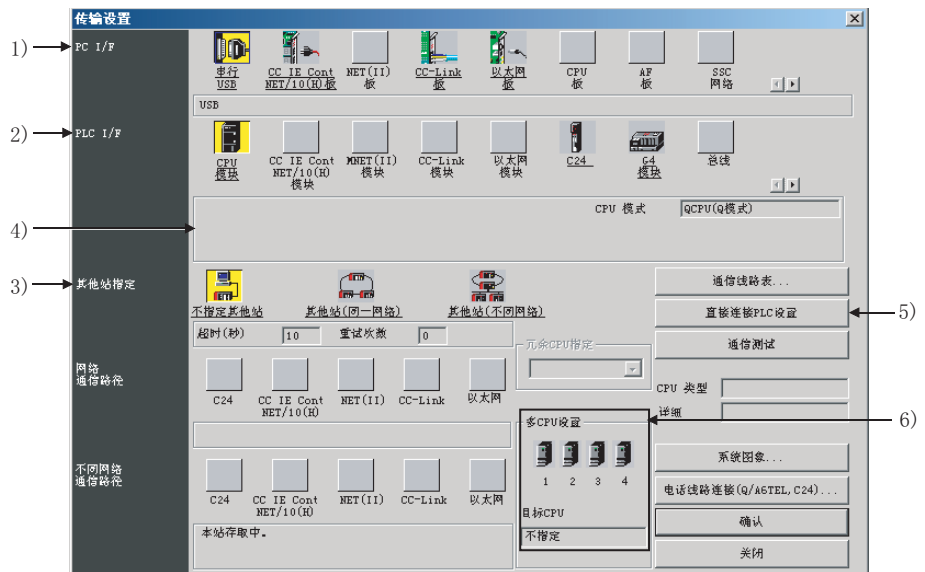 传输设置
1)
PC I/F
串行
USB
CC IE Cont
NET/10(H)板
NET(II)
板
CC-Link
板
以太网
板
CPU
板
AF
板
SSC
网络
USB
2)
PLC I/F
CPU
模块
CC IE Cont
NET/10(H)
模块
MNET(II)
模块
CC-Link
模块
以太网
模块
C24
G4
模块
总线
4)
CPU 模式
QCPU(Q模式)
3)
其他站指定
不指定其他站
其他站(同一网络)
其他站(不同网络)
超时(秒)
10
重试次数
0
通信线路表...
直接连接PLC设置
5)
通信测试
冗余CPU指定
网络
通信路径
C24
CC IE Cont
NET/10(H)
NET(II)
CC-Link
以太网
CPU 类型
详细
多CPU设置
6)
1 2 3 4
目标CPU
不指定
不同网络
通信路径
C24
CC IE Cont
NET/10(H)
NET(II)
CC-Link
以太网
本站存取中。
系统图象...
电话线路连接(Q/A6TEL,C24)...
确认
关闭